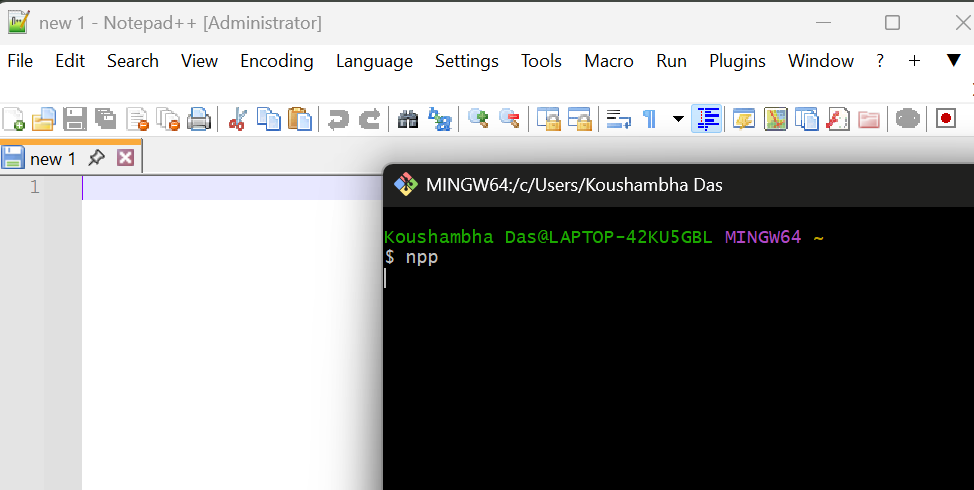 new 1 - Notepad++ [Administrator]
File Edit Search View Encoding Language Settings Tools Macro Run Plugins Window ? +
new 1
1
MINGW64:/c/Users/Koushambha Das
Koushambha Das@LAPTOP-42KU5GBL MINGW64 ~
$ npp